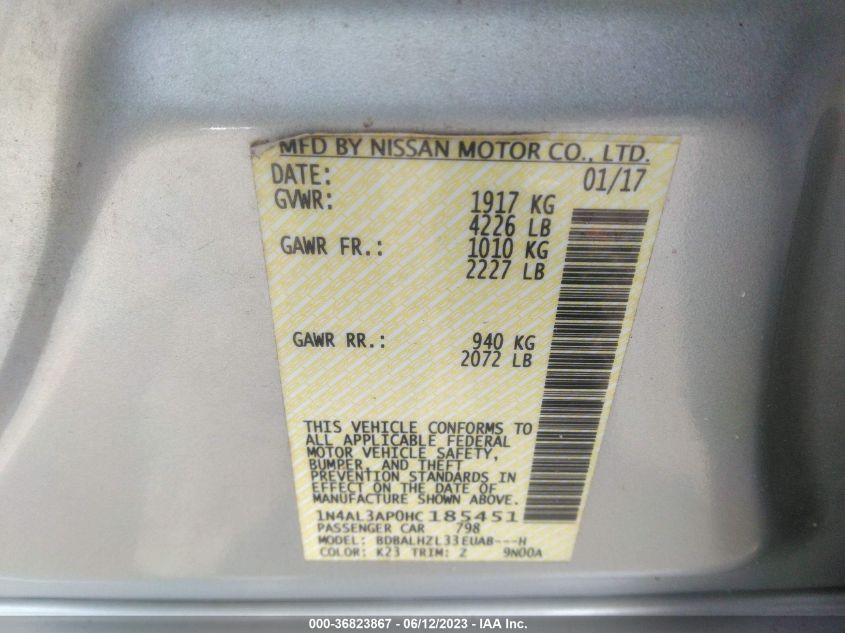 MFD BY NISSAN MOTOR CO., LTD.
DATE: 01/17
GVWR: 1917 KG
4226 LB
GAWR FR.: 1010 KG
2227 LB
GAWR RR.: 940 KG
2072 LB
THIS VEHICLE CONFORMS TO
ALL APPLICABLE FEDERAL
MOTOR VEHICLE SAFETY,
BUMPER, AND THEFT
PREVENTION STANDARDS IN
EFFECT ON THE DATE OF
MANUFACTURE SHOWN ABOVE.
1N4AL3AP0HC185451
PASSENGER CAR 798
MODEL: BDBALHZL33EUAB---H
COLOR: K23 TRIM: Z 9N00A
000-36823867 - 06/12/2023 - IAA Inc.